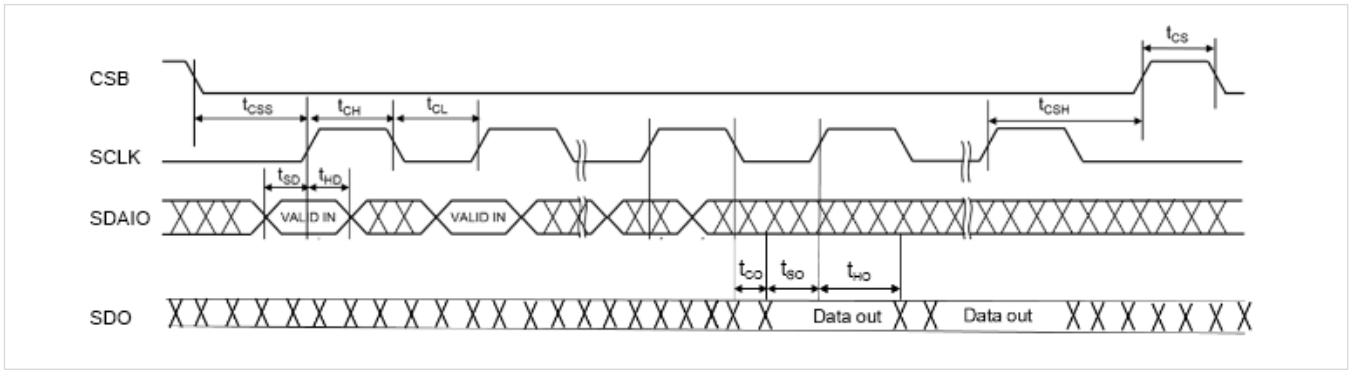 tCS
CSB
tCSS tCH tCL tCSH
SCLK
tSD tHD
SDAIO VALID IN VALID IN
tCO tSO tHO
SDO Data out Data out